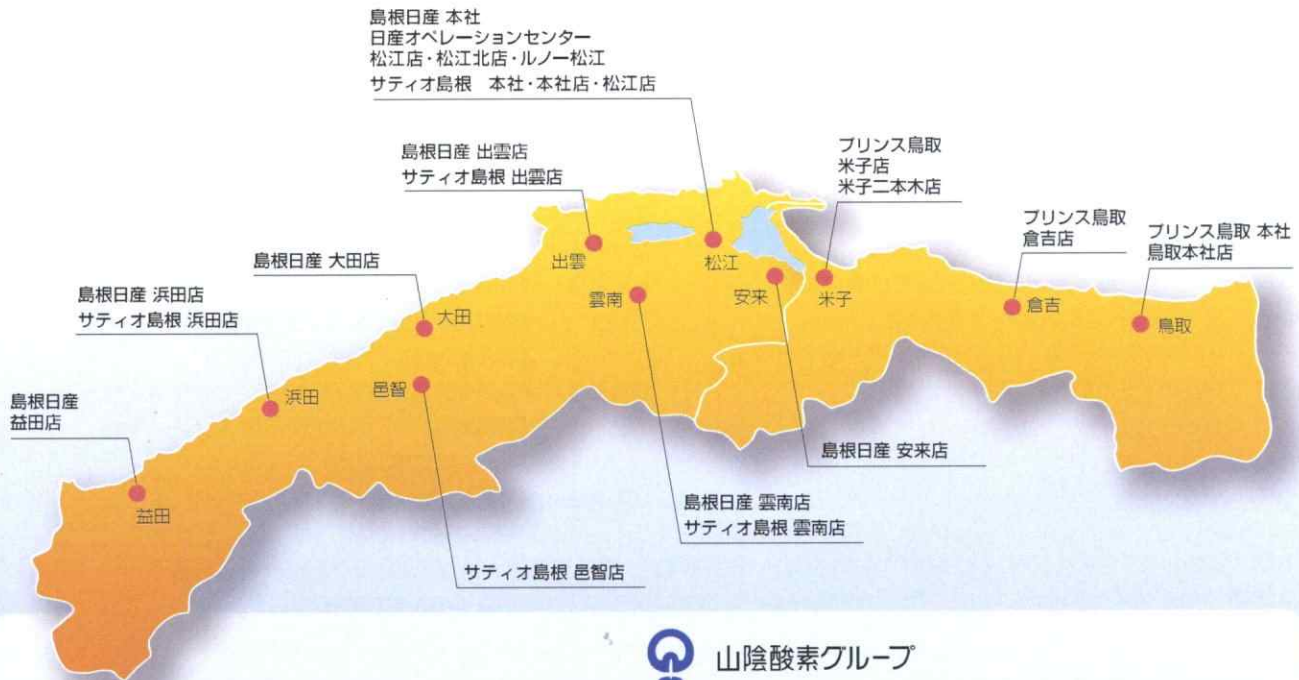 島根日産 本社
日産オペレーションセンター
松江店・松江北店・ルノー松江
サティオ島根 本社・本社店・松江店
島根日産 出雲店
サティオ島根 出雲店
プリンス鳥取
米子店
米子二本木店
プリンス鳥取
倉吉店
プリンス鳥取 本社
鳥取本社店
島根日産 大田店
島根日産 浜田店
サティオ島根 浜田店
島根日産
益田店
出雲
松江
雲南
安来
米子
倉吉
鳥取
大田
邑智
浜田
益田
島根日産 安来店
島根日産 雲南店
サティオ島根 雲南店
サティオ島根 邑智店
山陰酸素グループ